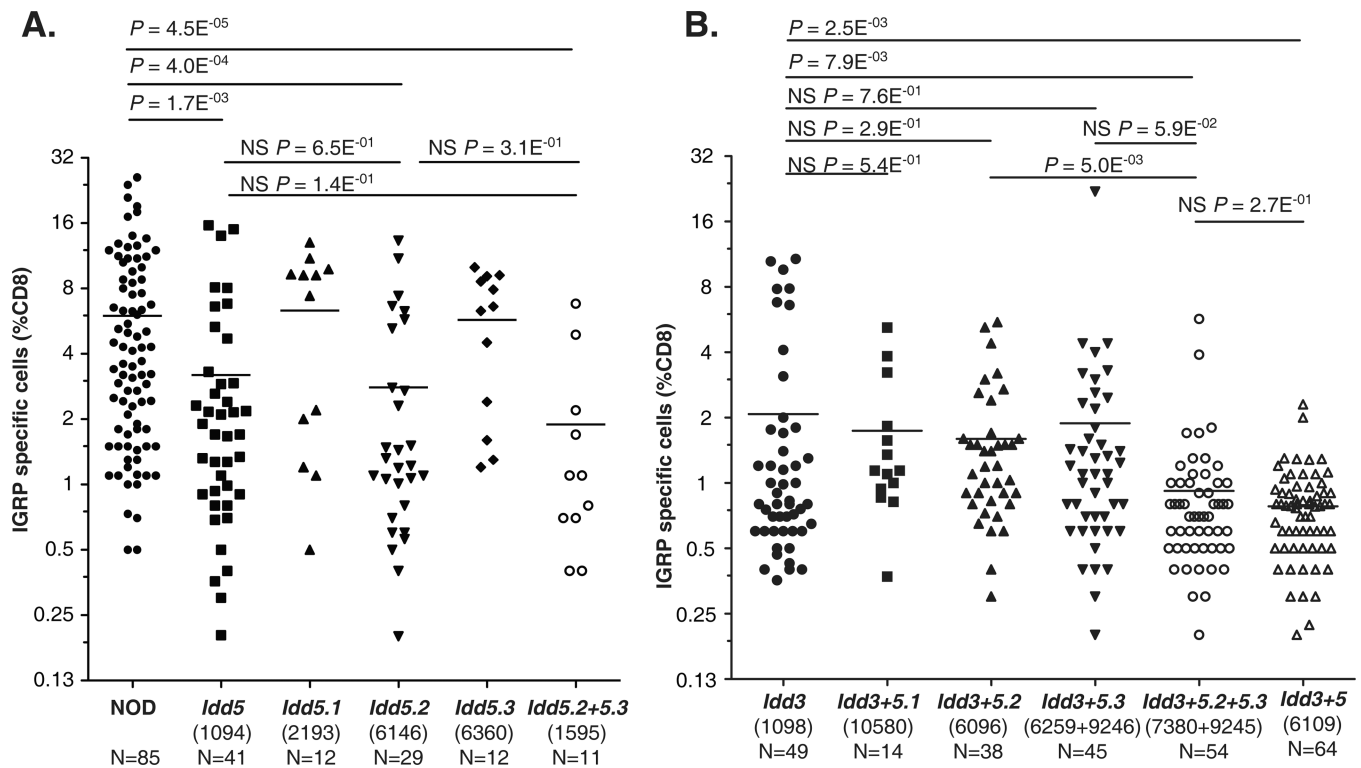 A.
P = 4.5E-05
P = 4.0E-04
P = 1.7E-03
NS P = 6.5E-01
NS P = 3.1E-01
NS P = 1.4E-01
IGRP specific cells (%CD8)
32
16
8
4
2
1
0.5
0.25
0.13
NOD
Idd5
Idd5.1
Idd5.2
Idd5.3
Idd5.2+5.3
(1094)
(2193)
(6146)
(6360)
(1595)
N=85
N=41
N=12
N=29
N=12
N=11
B.
P = 2.5E-03
P = 7.9E-03
NS P = 7.6E-01
NS P = 2.9E-01
NS P = 5.9E-02
NS P = 5.4E-01
P = 5.0E-03
NS P = 2.7E-01
IGRP specific cells (%CD8)
32
16
8
4
2
1
0.5
0.25
0.13
Idd3
Idd3+5.1
Idd3+5.2
Idd3+5.3
Idd3+5.2+5.3
Idd3+5
(1098)
(10580)
(6096)
(6259+9246)
(7380+9245)
(6109)
N=49
N=14
N=38
N=45
N=54
N=64